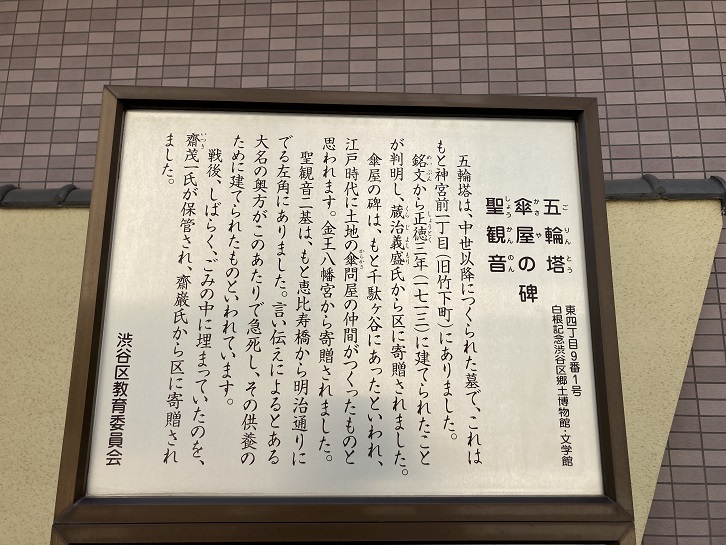 五輪塔
傘屋の碑
聖観音
東四丁目9番1号
白根記念渋谷区郷土博物館・文学館
五輪塔は、中世以降につくられた墓で、これは
もと神宮前一丁目(旧竹下町)にありました。
銘文から正徳三年(一七一三)に建てられたこと
が判明し、蔵治義盛氏から区に寄贈されました。
傘屋の碑は、もと千駄ヶ谷にあったといわれ、
江戸時代に土地の傘問屋の仲間がつくったものと
思われます。金王八幡宮から寄贈されました。
聖観音二基は、もと恵比寿橋から明治通りに
でる左角にありました。言い伝えによるとある
大名の奥方がこのあたりで急死し、その供養の
ために建てられたものといわれています。
戦後、しばらく、ごみの中に埋まっていたのを、
齋茂一氏が保管され、齋巌氏から区に寄贈され
ました。
渋谷区教育委員会